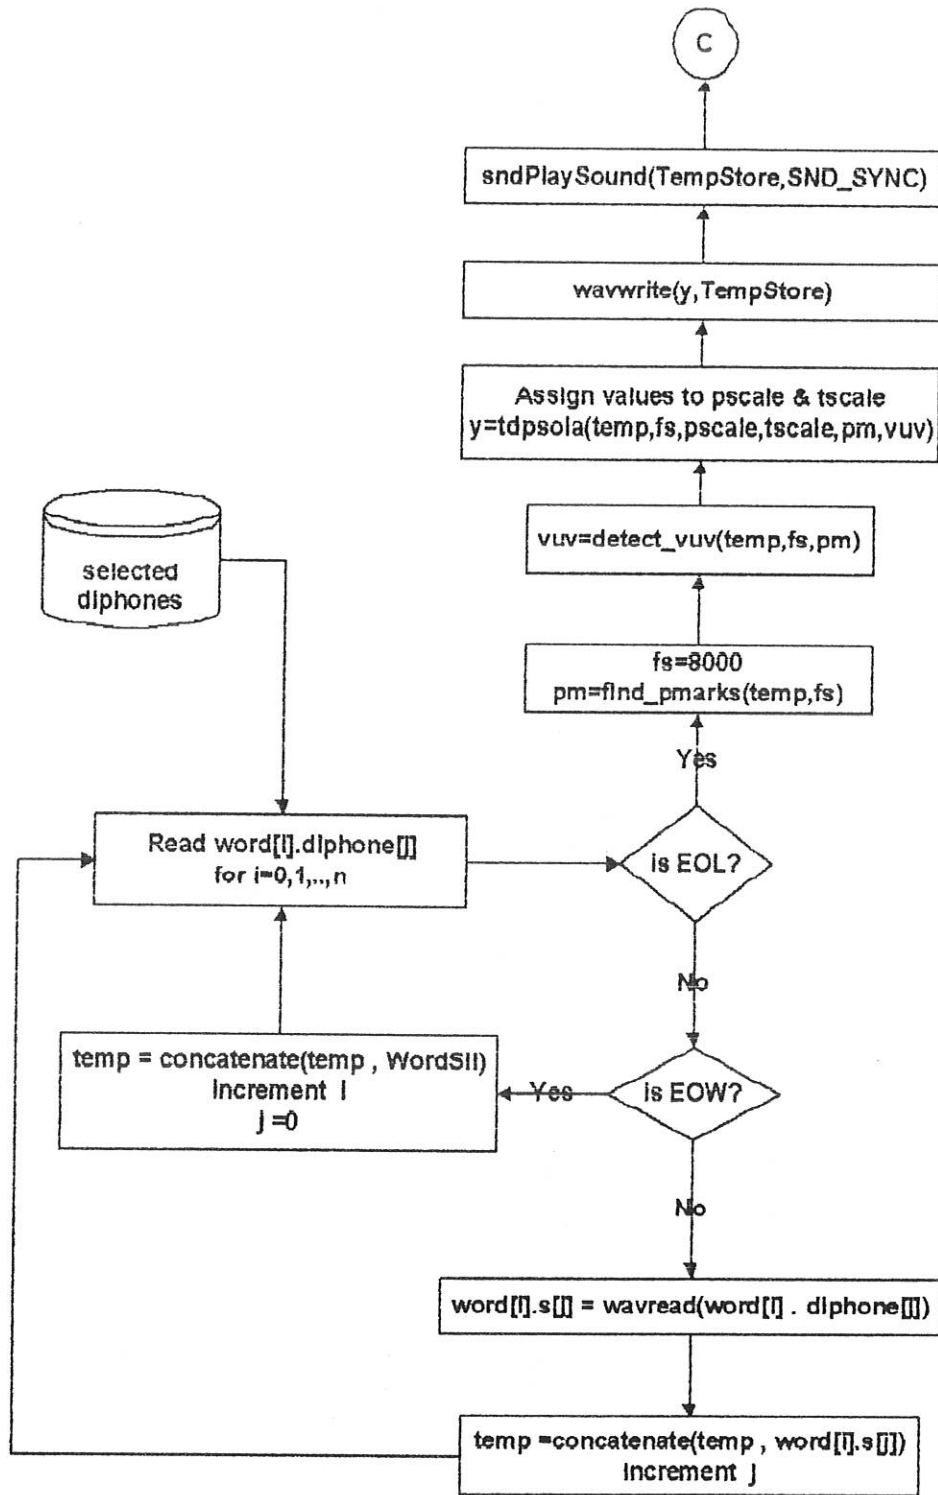 C
sndPlaySound(TempStore,SND_SYNC)
wavwrite(y,TempStore)
Assign values to pscale & tscale
y=tdpsola(temp,fs,pscale,tscale,pm,vuv)
vuv=detect_vuv(temp,fs,pm)
selected
diphones
fs=8000
pm=find_pmarks(temp,fs)
Yes
Read word[i].diphone[j]
for i=0,1,..,n
is EOL?
No
temp = concatenate(temp , WordSil)
Increment i
j =0
Yes
is EOW?
No
word[i].s[j] = wavread(word[i] . diphone[j])
temp =concatenate(temp , word[i].s[j])
Increment j